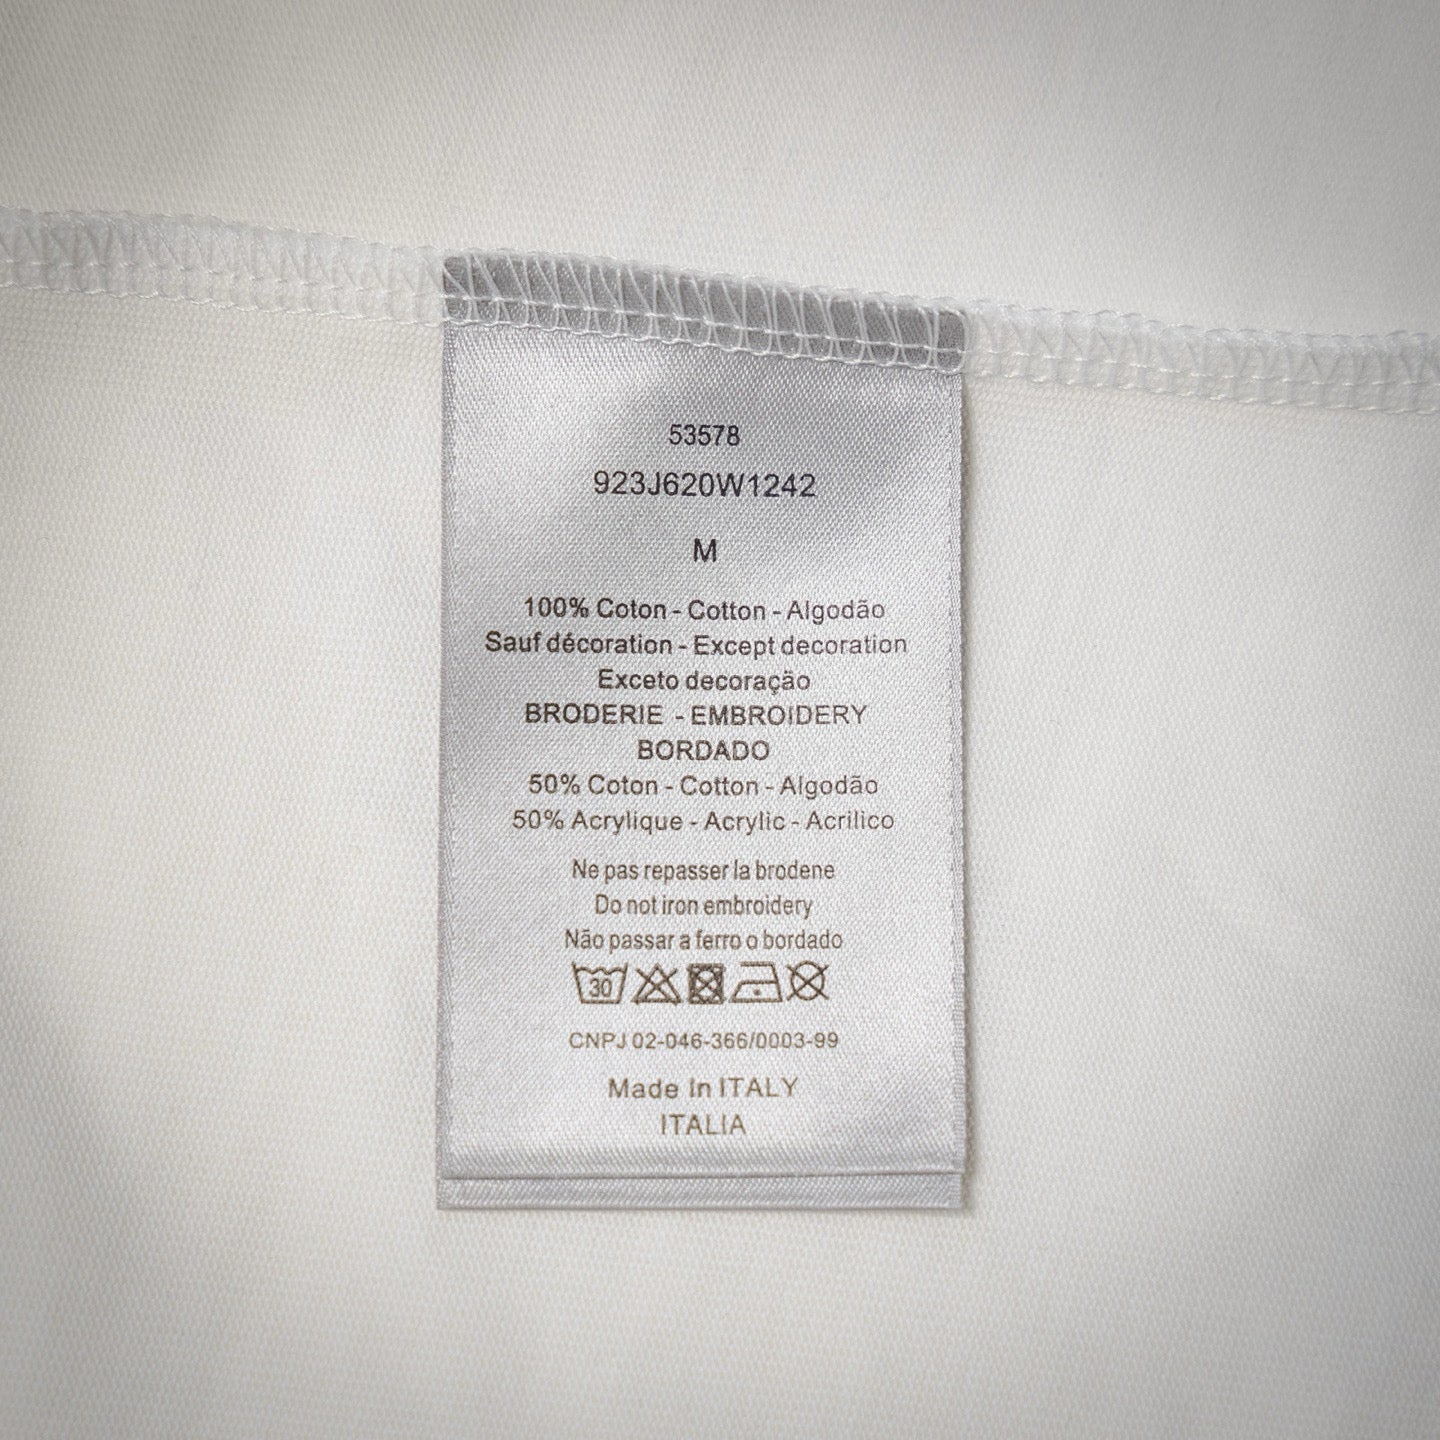 53578
923J620W1242
M
100% Coton - Cotton - Algodão
Sauf décoration - Except decoration
Exceto decoração
BRODERIE - EMBROIDERY
BORDADO
50% Coton - Cotton - Algodão
50% Acrylique - Acrylic - Acrilico
Ne pas repasser la brodene
Do not iron embroidery
Não passar a ferro o bordado
30
CNPJ 02-046-366/0003-99
Made In ITALY
ITALIA